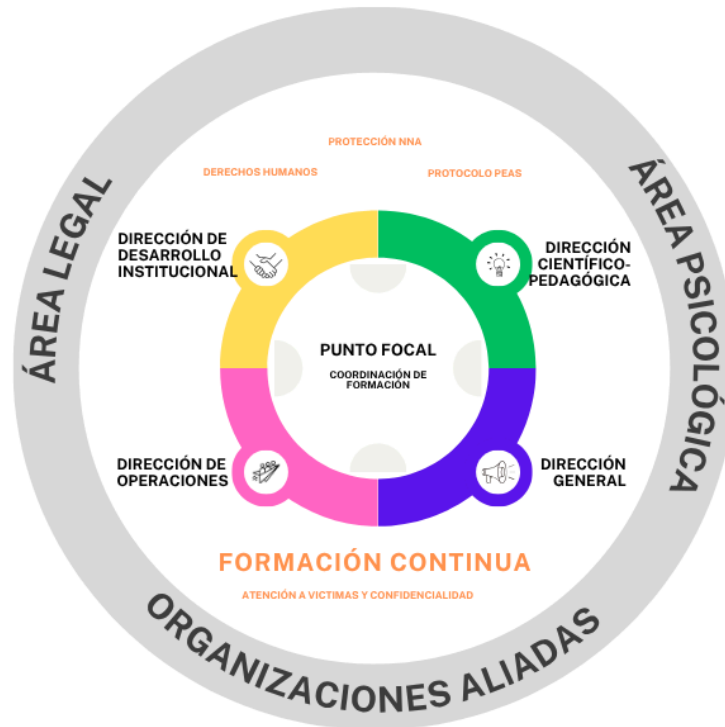 PROTECCIÓN NNA
DERECHOS HUMANOS
PROTOCOLO PEAS
ÁREA LEGAL
ÁREA PSICOLÓGICA
DIRECCIÓN DE
DESARROLLO
INSTITUCIONAL
DIRECCIÓN
CIENTÍFICO-
PEDAGÓGICA
PUNTO FOCAL
COORDINACIÓN DE
FORMACIÓN
DIRECCIÓN DE
OPERACIONES
DIRECCIÓN
GENERAL
FORMACIÓN CONTINUA
ATENCIÓN A VICTIMAS Y CONFIDENCIALIDAD
ORGANIZACIONES ALIADAS